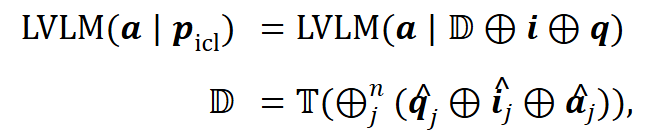 LVLM(𝒂 | 𝒑_icl) = LVLM(𝒂 | 𝔻 ⊕ 𝒊 ⊕ 𝒒)
𝔻 = 𝕋(⊕_j^n (𝒒̂_j ⊕ 𝒊̂_j ⊕ 𝒂̂_j)),